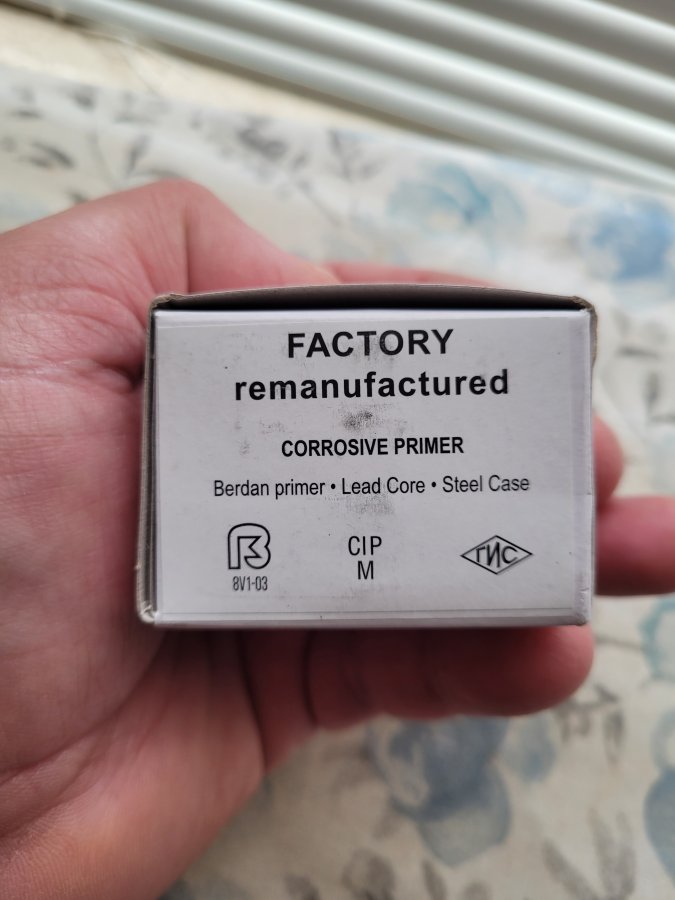 FACTORY
remanufactured
CORROSIVE PRIMER
Berdan primer • Lead Core • Steel Case
CIP
M
ГИС
8V1-03